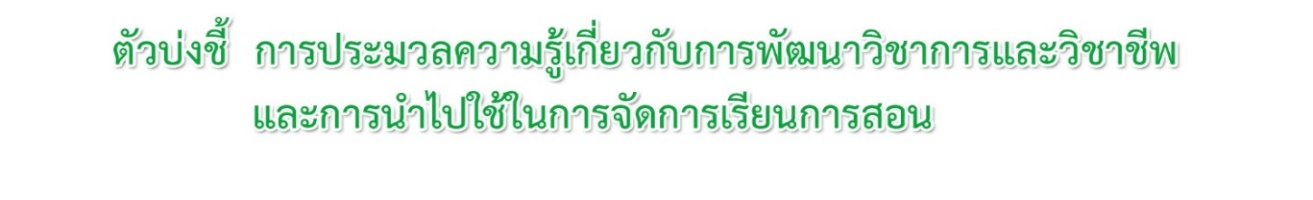 ตัวบ่งชี้ การประมวลความรู้เกี่ยวกับการพัฒนาวิชาการและวิชาชีพ
และการนำไปใช้ในการจัดการเรียนการสอน